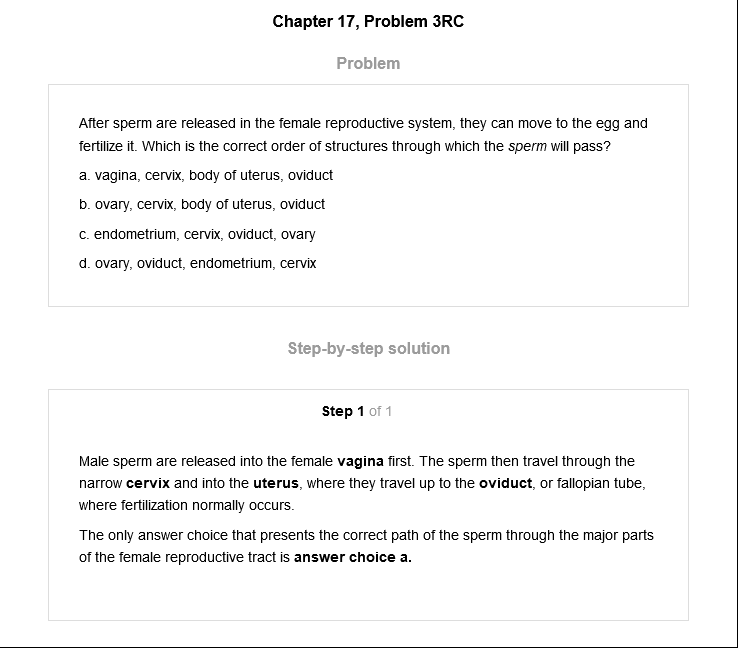 Chapter 17, Problem 3RC
Problem
After sperm are released in the female reproductive system, they can move to the egg and
fertilize it. Which is the correct order of structures through which the sperm will pass?
a. vagina, cervix, body of uterus, oviduct
b. ovary, cervix, body of uterus, oviduct
c. endometrium, cervix, oviduct, ovary
d. ovary, oviduct, endometrium, cervix
Step-by-step solution
Step 1 of 1
Male sperm are released into the female vagina first. The sperm then travel through the
narrow cervix and into the uterus, where they travel up to the oviduct, or fallopian tube,
where fertilization normally occurs.
The only answer choice that presents the correct path of the sperm through the major parts
of the female reproductive tract is answer choice a.